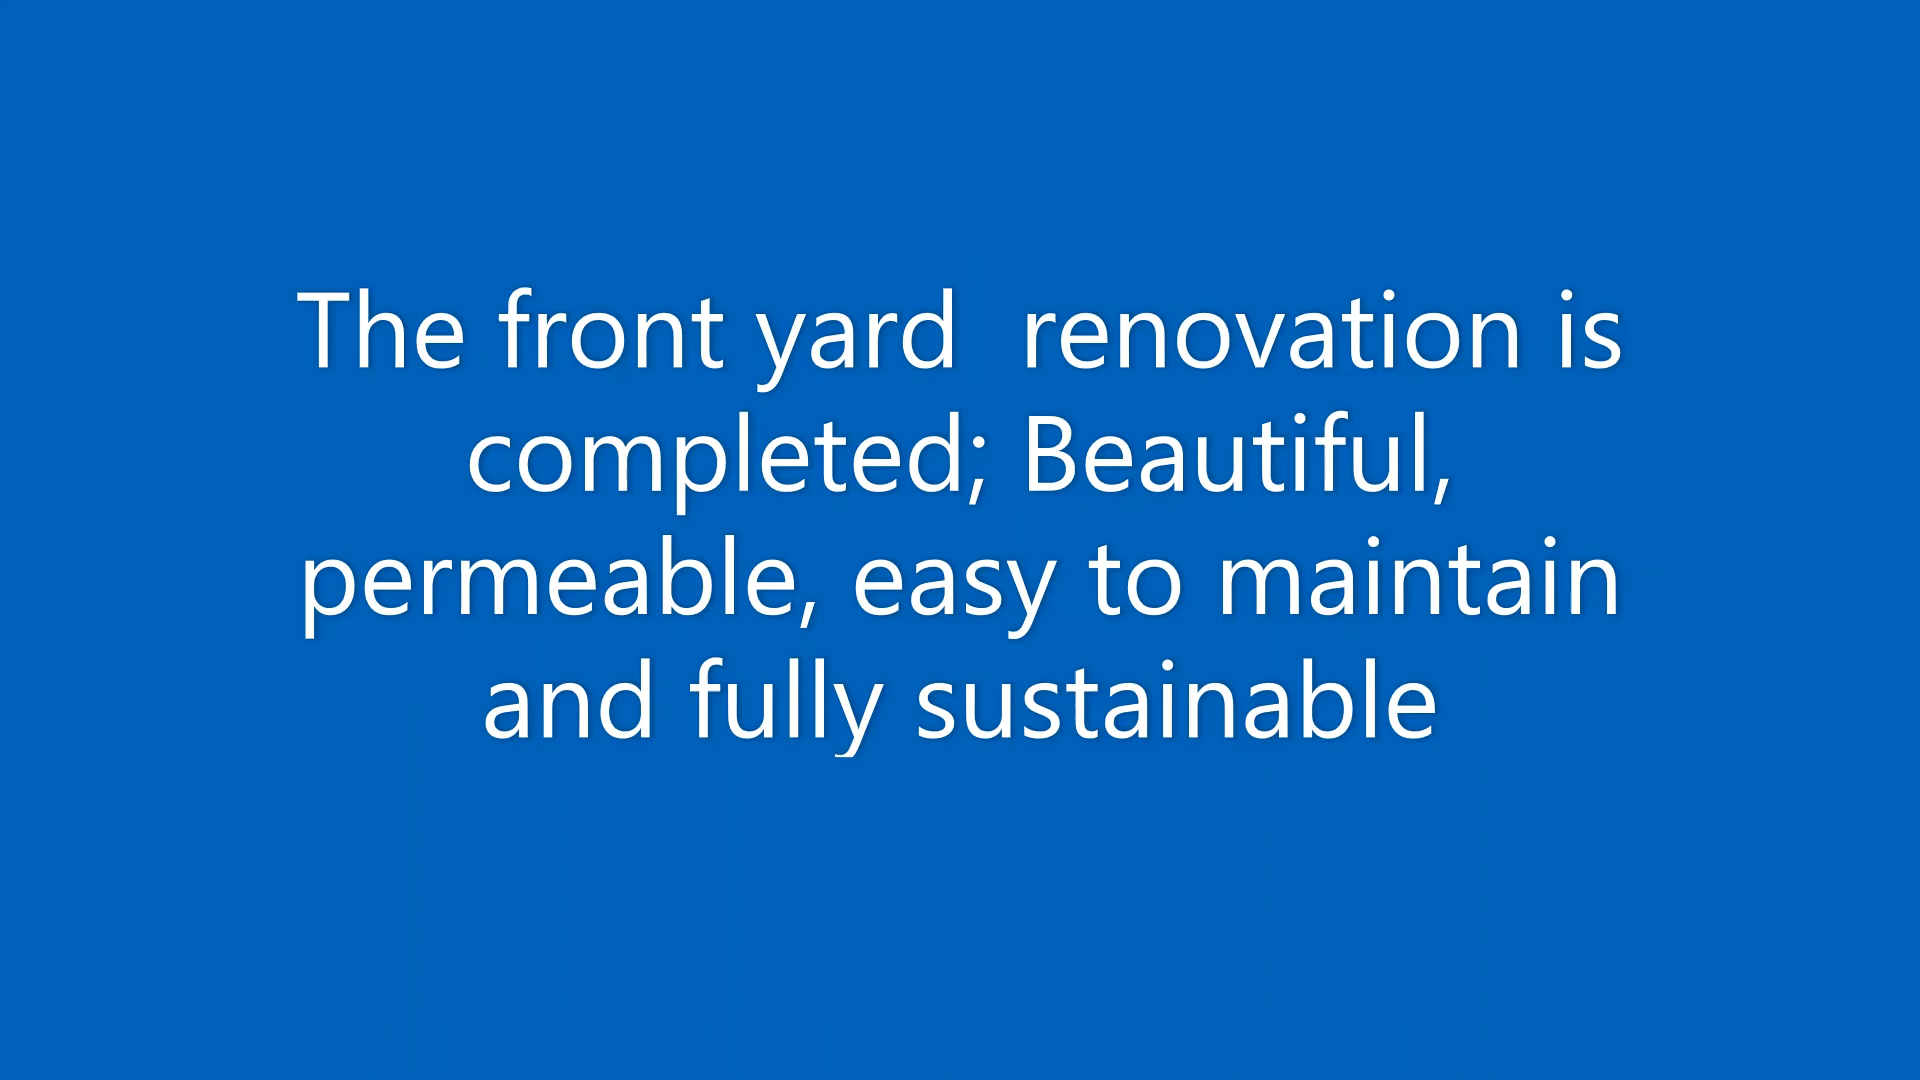 The front yard  renovation is
completed; Beautiful,
permeable, easy to maintain
and fully sustainable